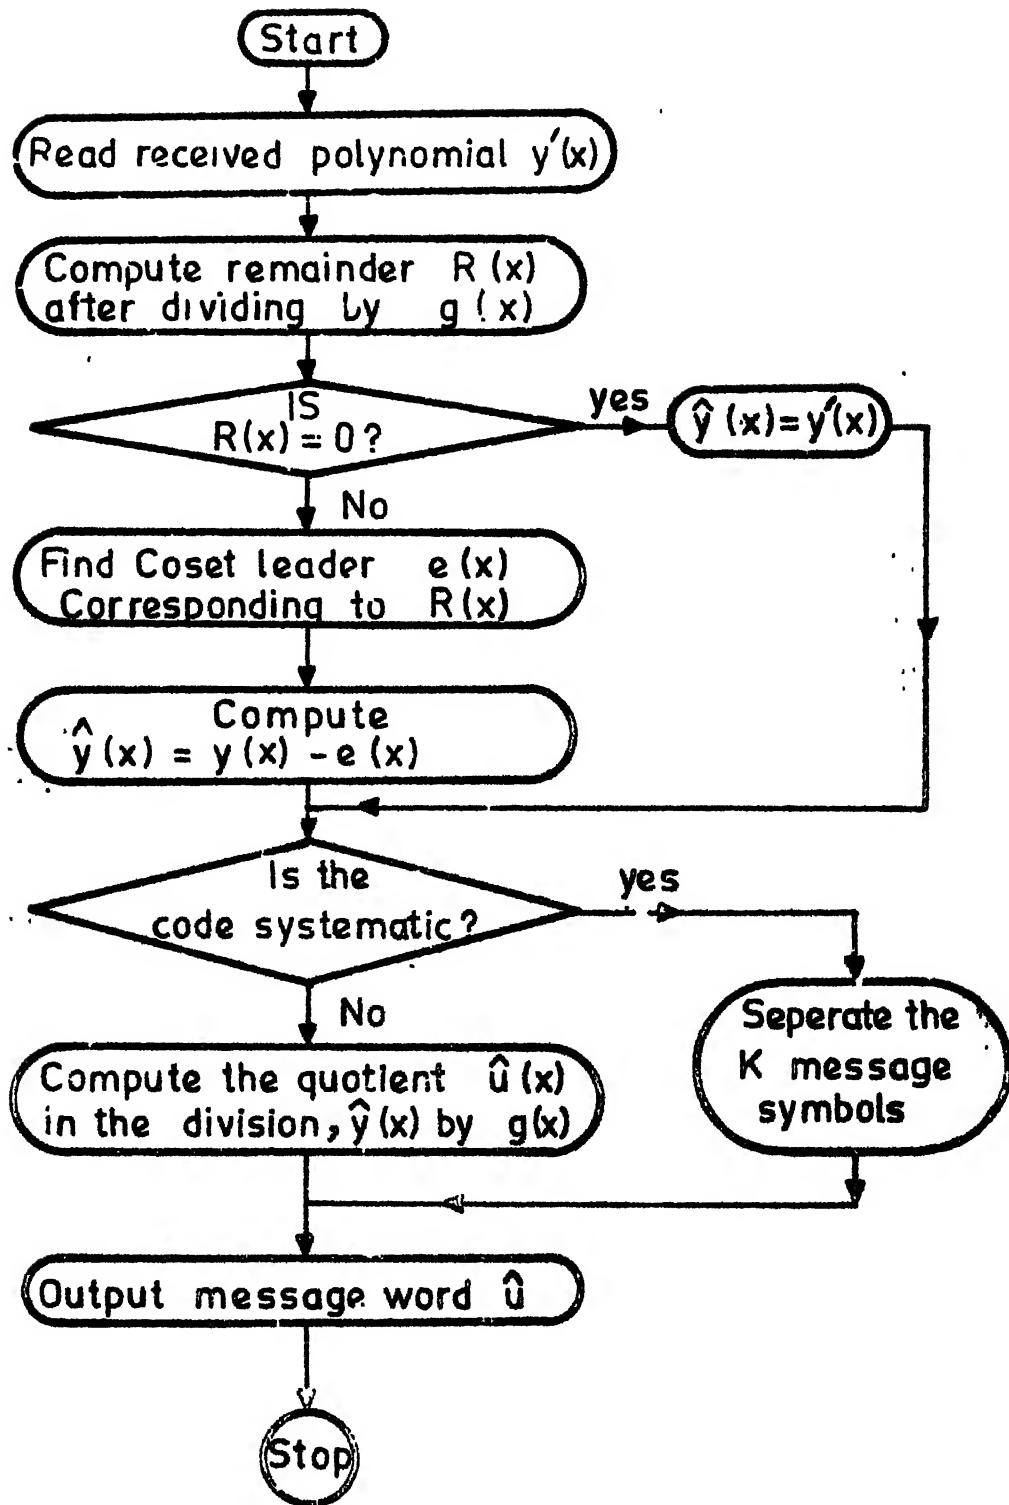 Start
Read received polynomial y'(x)
Compute remainder R(x)
after dividing by g(x)
IS
R(x) = 0?
yes
ŷ(x) = y'(x)
No
Find Coset leader e(x)
Corresponding to R(x)
Compute
ŷ(x) = y(x) - e(x)
Is the
code systematic?
yes
No
Seperate the
K message
symbols
Compute the quotient û(x)
in the division, ŷ(x) by g(x)
Output message word û
Stop